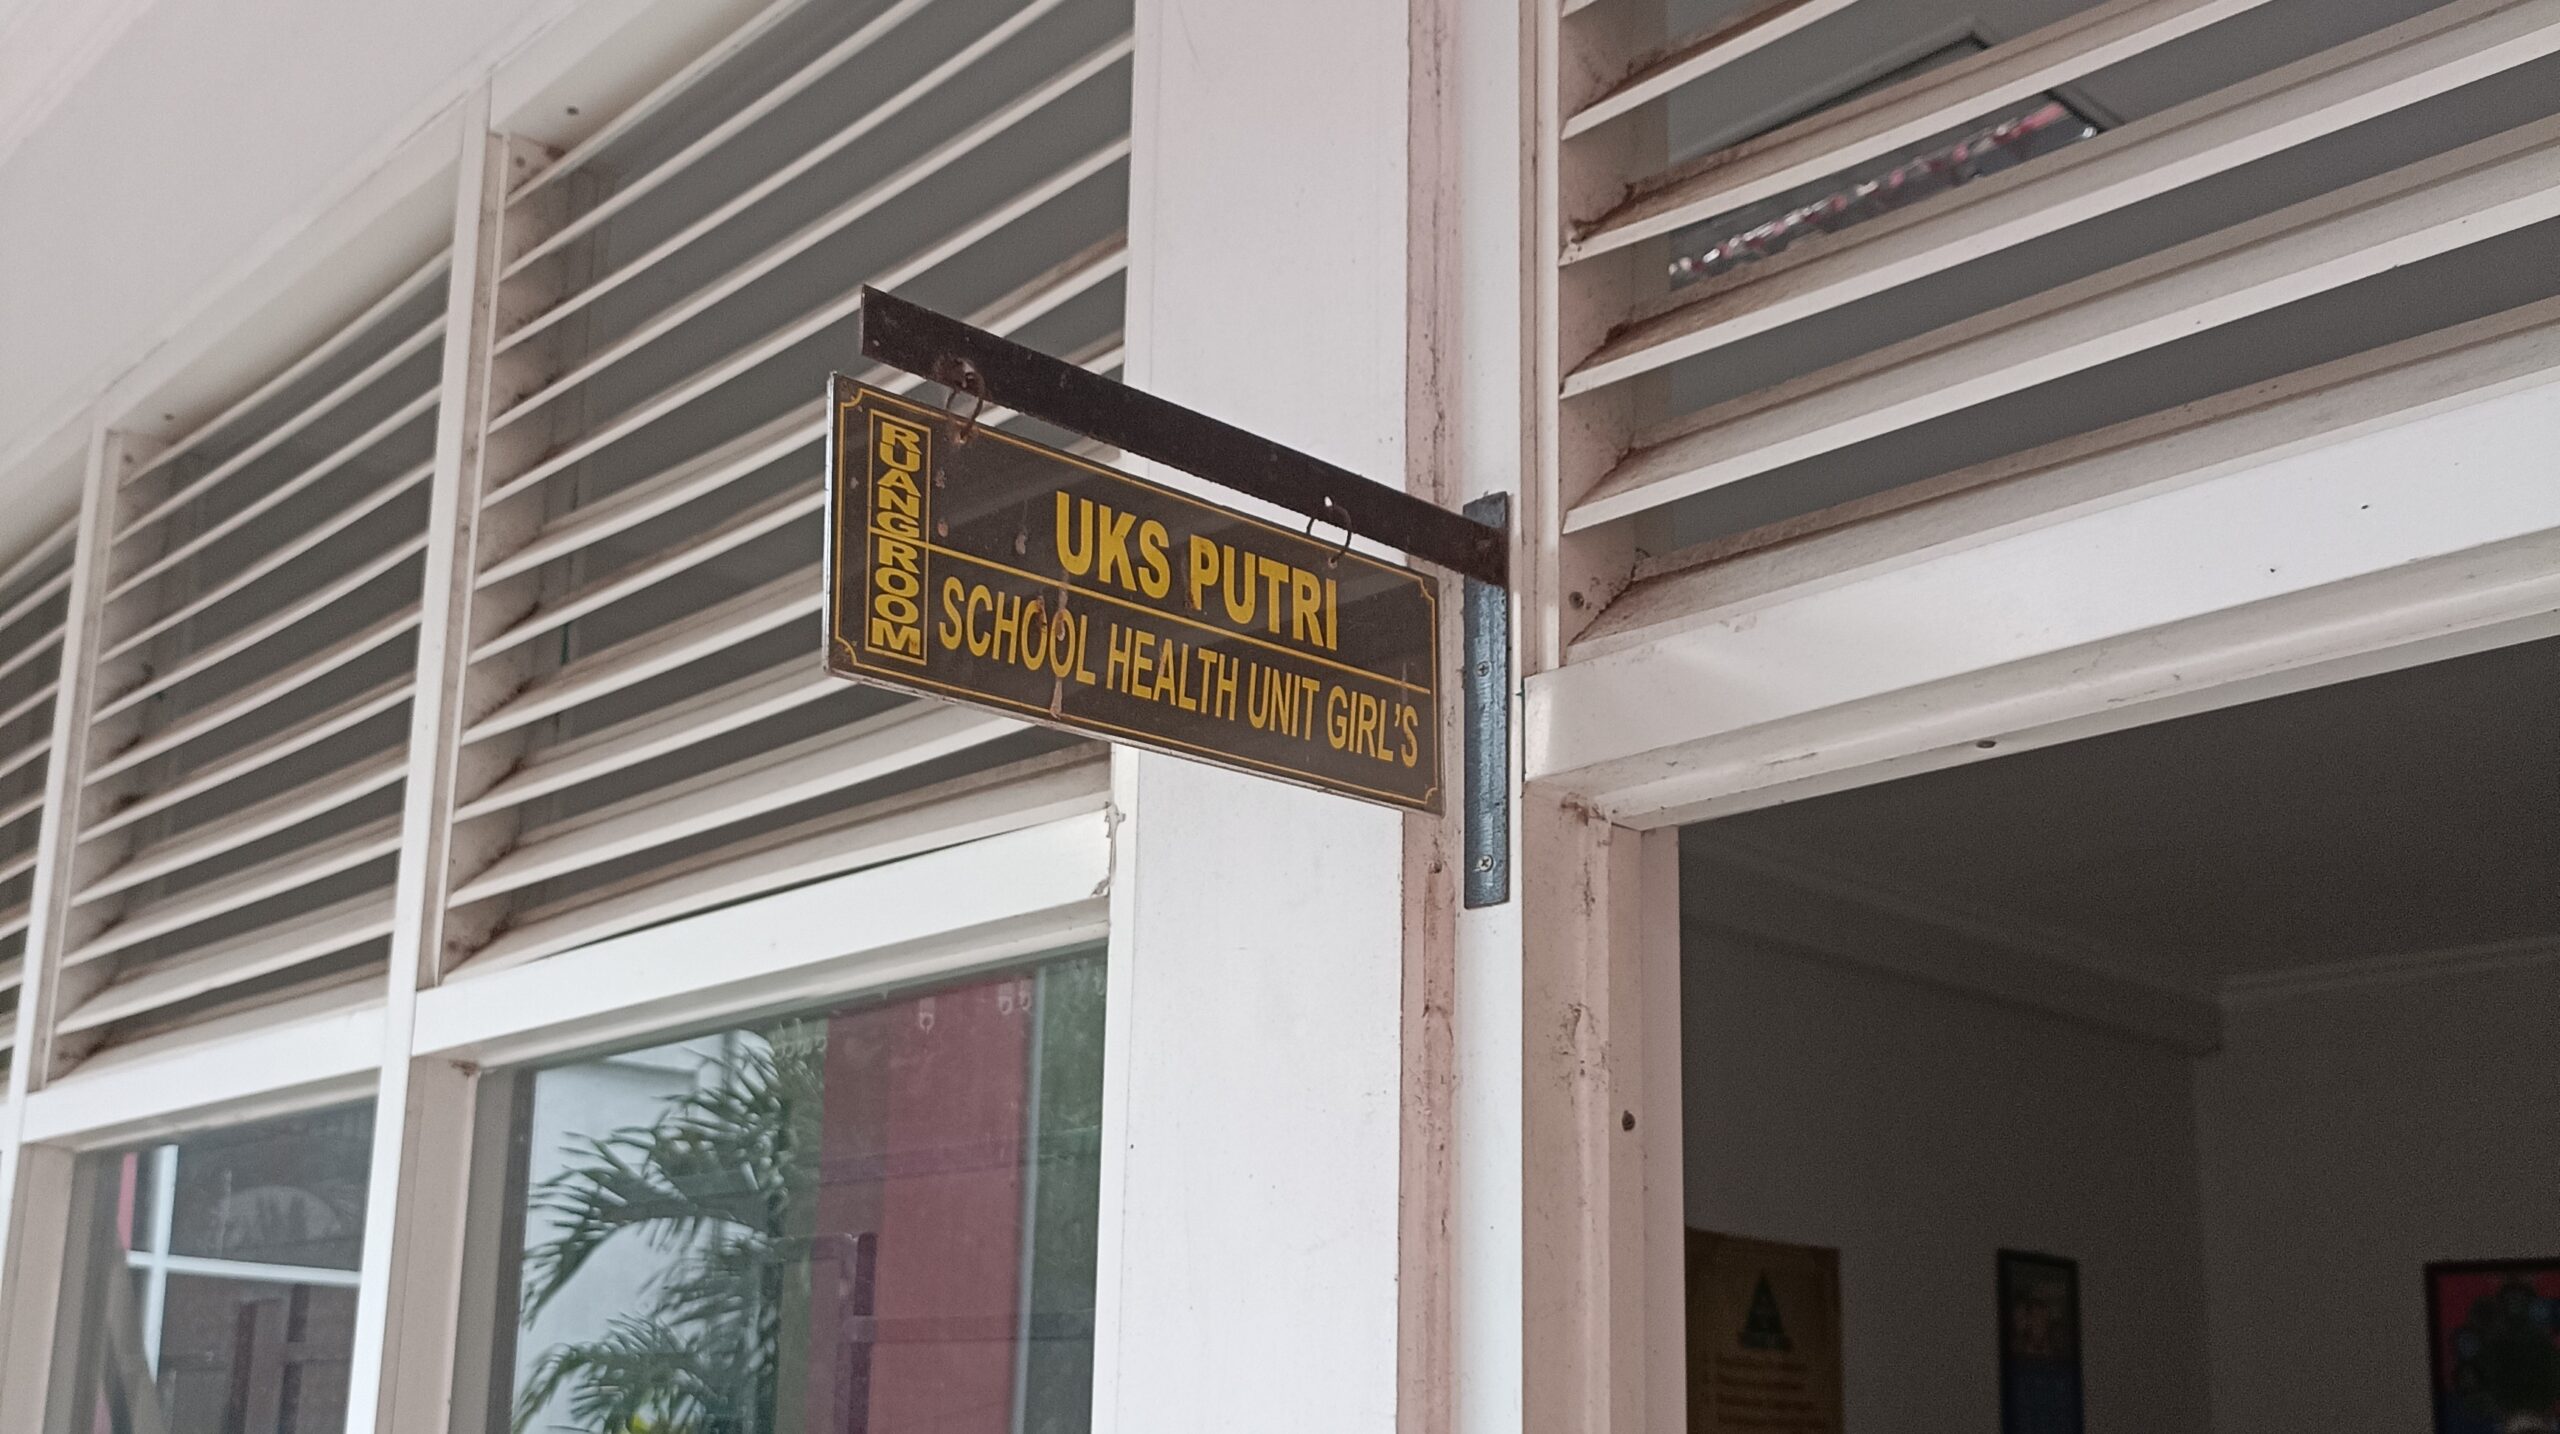 RUANG ROOM
UKS PUTRI
SCHOOL HEALTH UNIT GIRL'S